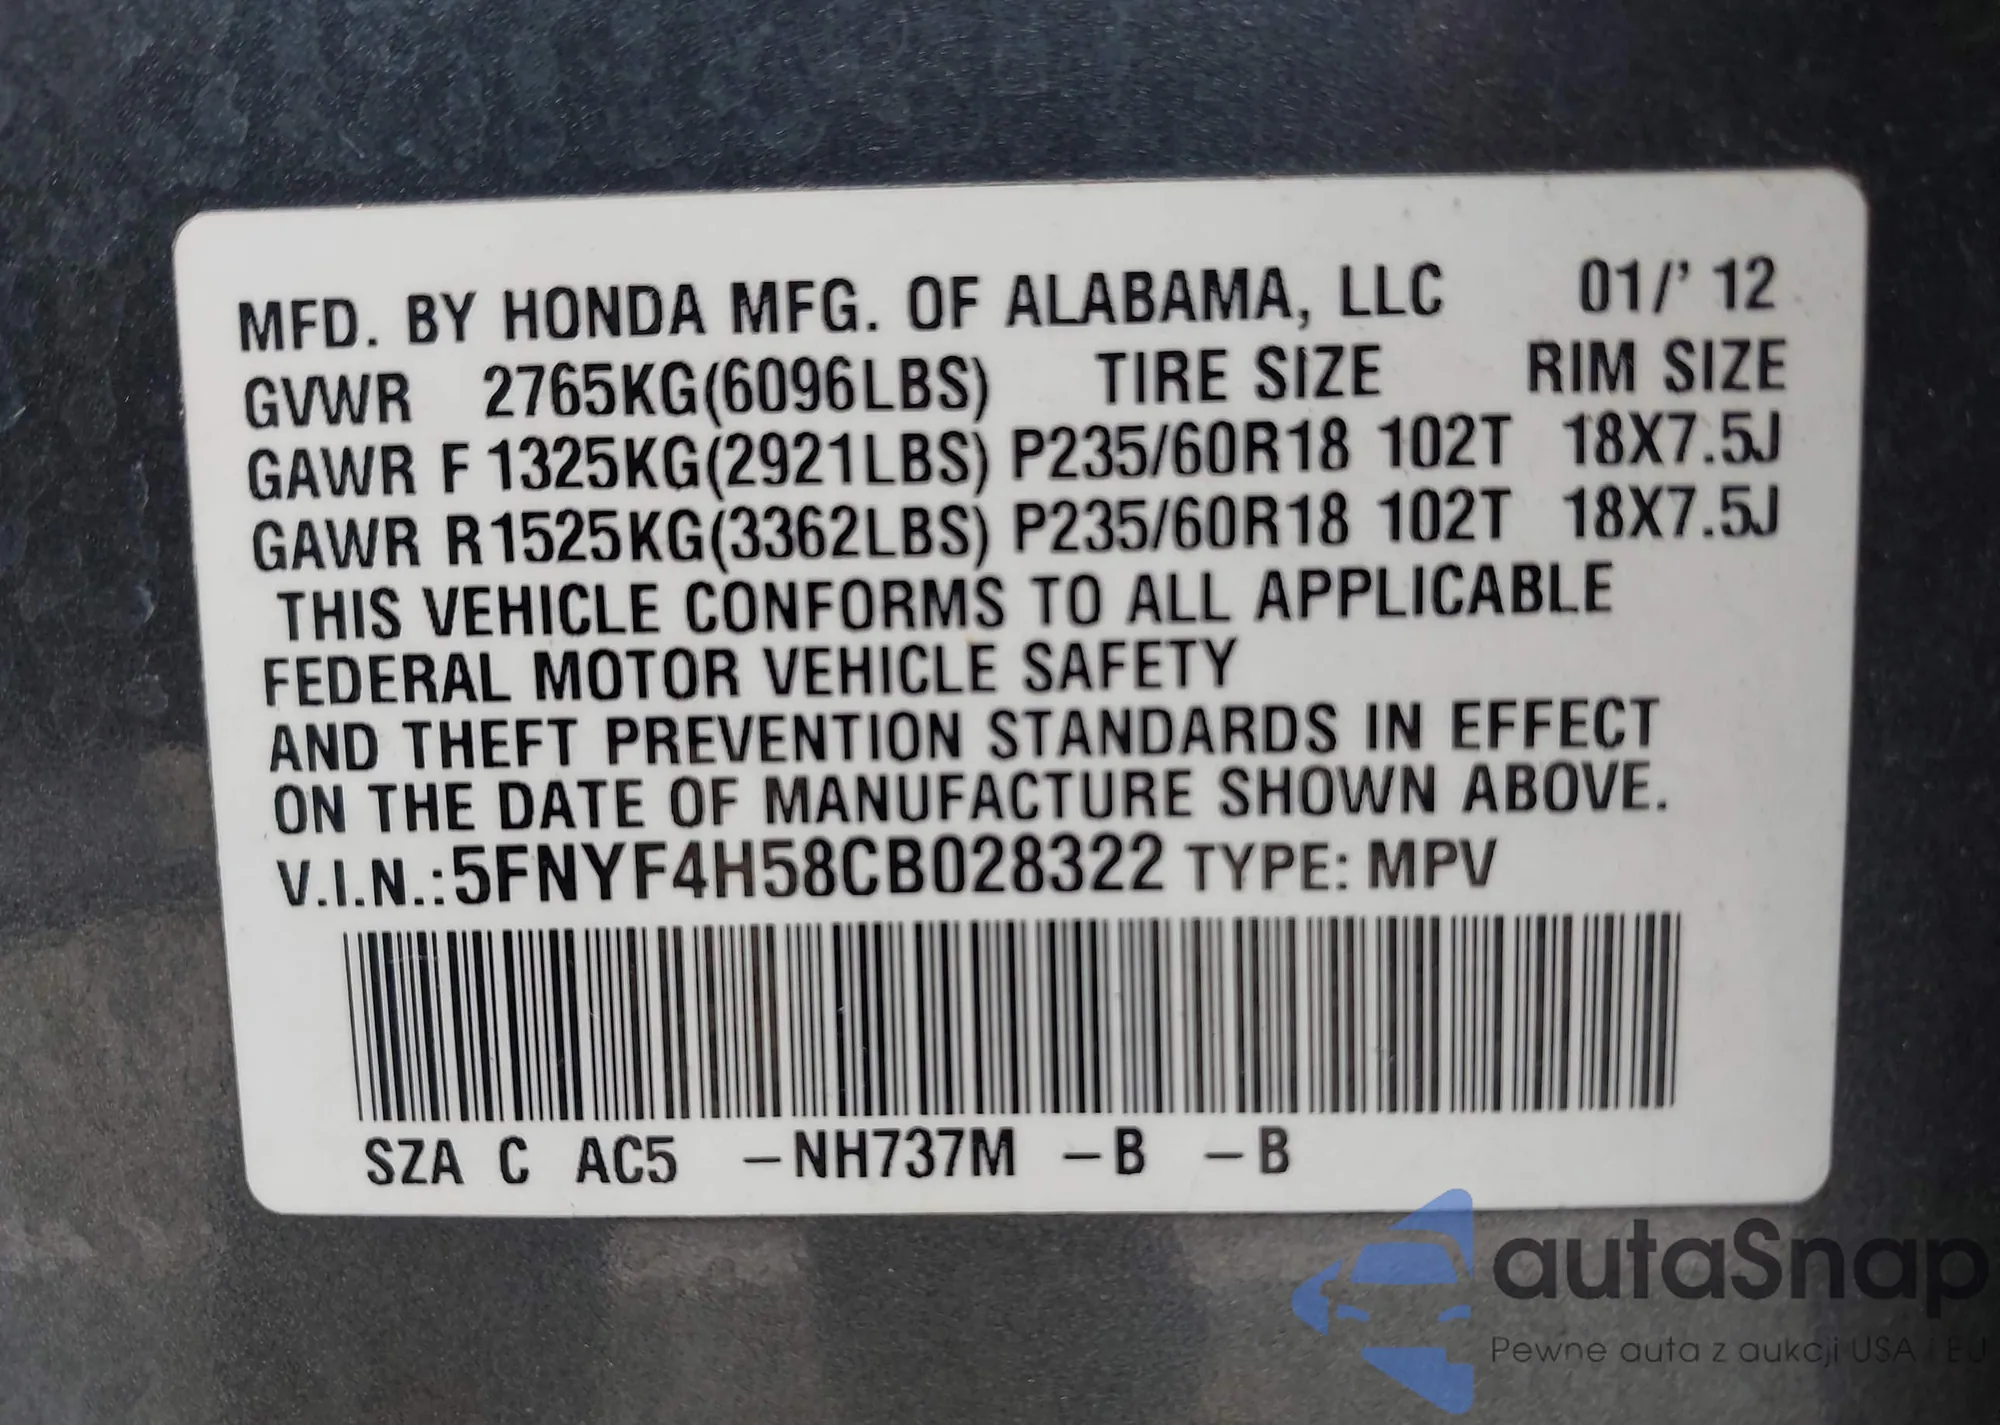 MFD. BY HONDA MFG. OF ALABAMA, LLC 01/' 12
GVWR 2765KG(6096LBS) TIRE SIZE RIM SIZE
GAWR F 1325KG(2921LBS) P235/60R18 102T 18X7.5J
GAWR R 1525KG(3362LBS) P235/60R18 102T 18X7.5J
THIS VEHICLE CONFORMS TO ALL APPLICABLE
FEDERAL MOTOR VEHICLE SAFETY
AND THEFT PREVENTION STANDARDS IN EFFECT
ON THE DATE OF MANUFACTURE SHOWN ABOVE.
V.I.N.:5FNYF4H58CB028322 TYPE: MPV
SZA C AC5 –NH737M –B –B
autaSnap
Pewne auta z aukcji USA i EU